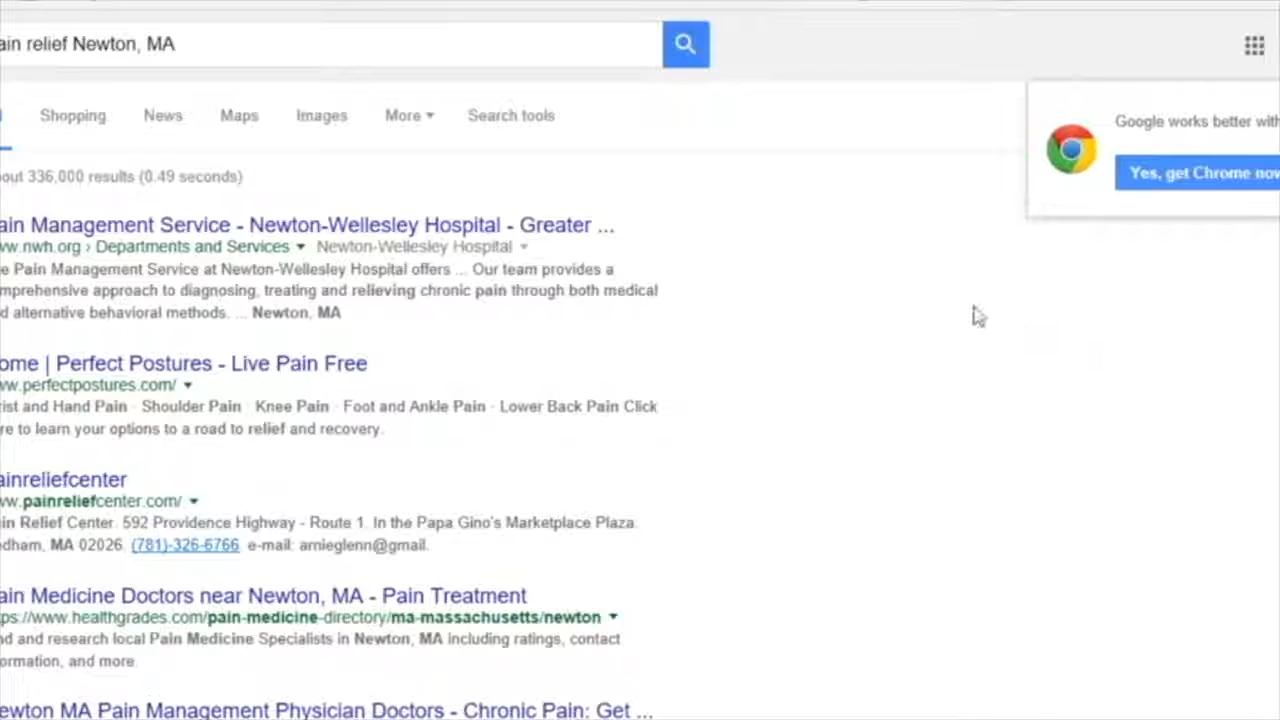 ain relief Newton, MA
Shopping News Maps Images More Search tools
Google works better with
Yes, get Chrome now
out 336,000 results (0.49 seconds)
ain Management Service - Newton-Wellesley Hospital - Greater ...
ww.nwh.org › Departments and Services Newton-Wellesley Hospital
e Pain Management Service at Newton-Wellesley Hospital offers ... Our team provides a
mprehensive approach to diagnosing, treating and relieving chronic pain through both medical
d alternative behavioral methods. ... Newton, MA
ome | Perfect Postures - Live Pain Free
ww.perfectpostures.com/
ist and Hand Pain · Shoulder Pain · Knee Pain · Foot and Ankle Pain · Lower Back Pain Click
re to learn your options to a road to relief and recovery.
ainreliefcenter
ww.painreliefcenter.com/
in Relief Center. 592 Providence Highway - Route 1. In the Papa Gino's Marketplace Plaza.
edham, MA 02026. (781)-326-6766. e-mail: arnieglenn@gmail.
ain Medicine Doctors near Newton, MA - Pain Treatment
ps://www.healthgrades.com/pain-medicine-directory/ma-massachusetts/newton
nd and research local Pain Medicine Specialists in Newton, MA including ratings, contact
ormation, and more.
ewton MA Pain Management Physician Doctors - Chronic Pain: Get ...